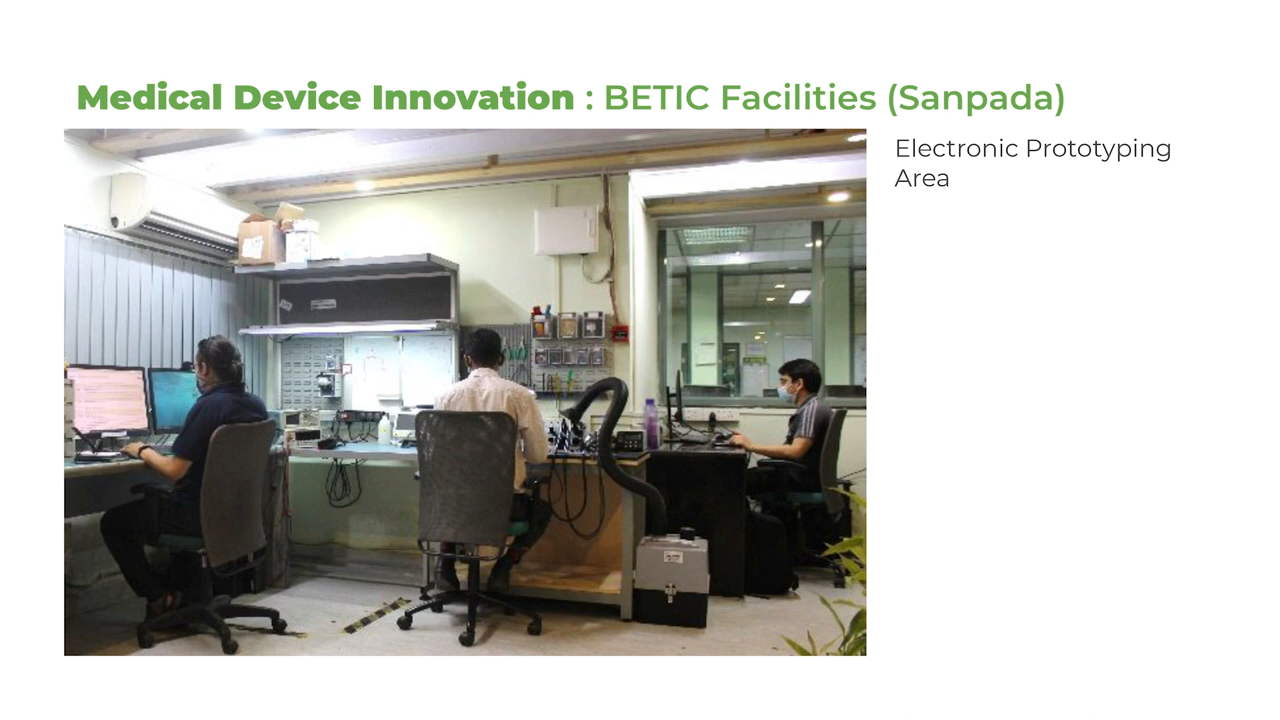 Medical Device Innovation : BETIC Facilities (Sanpada)
Electronic Prototyping
Area